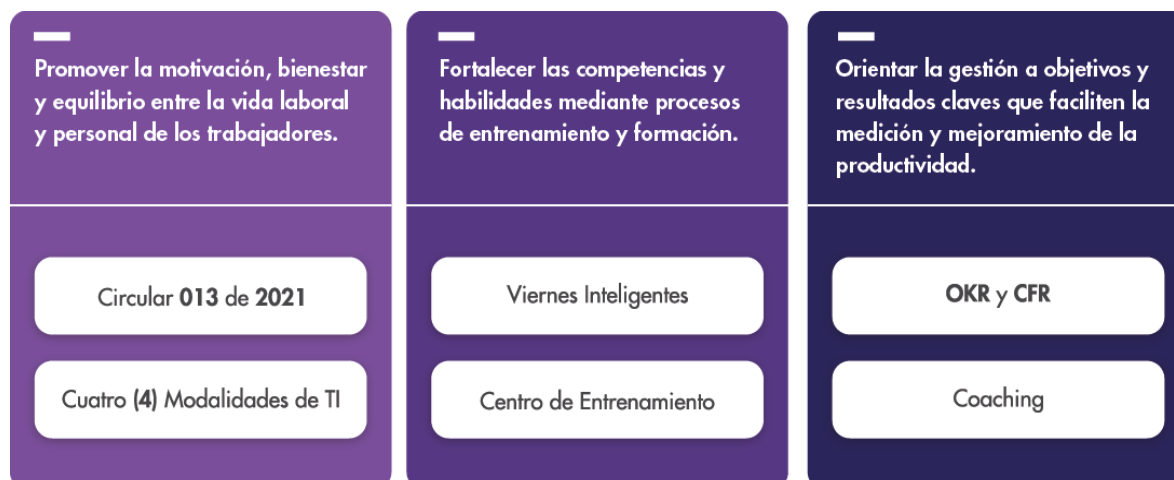 Promover la motivación, bienestar
y equilibrio entre la vida laboral
y personal de los trabajadores.
Circular 013 de 2021
Cuatro (4) Modalidades de TI
Fortalecer las competencias y
habilidades mediante procesos
de entrenamiento y formación.
Viernes Inteligentes
Centro de Entrenamiento
Orientar la gestión a objetivos y
resultados claves que faciliten la
medición y mejoramiento de la
productividad.
OKR y CFR
Coaching